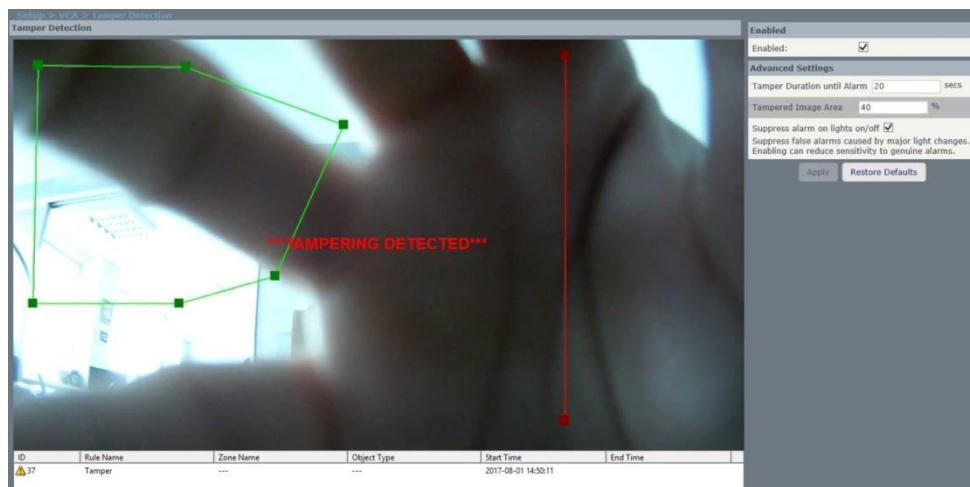 Setup > VCA > Tamper Detection
Tamper Detection
***TAMPERING DETECTED***
Enabled
Enabled:
Advanced Settings
Tamper Duration until Alarm 20 secs
Tampered Image Area 40 %
Suppress alarm on lights on/off
Suppress false alarms caused by major light changes.
Enabling can reduce sensitivity to genuine alarms.
Apply Restore Defaults
ID Rule Name Zone Name Object Type Start Time End Time
37 Tamper --- --- 2017-08-01 14:50:11